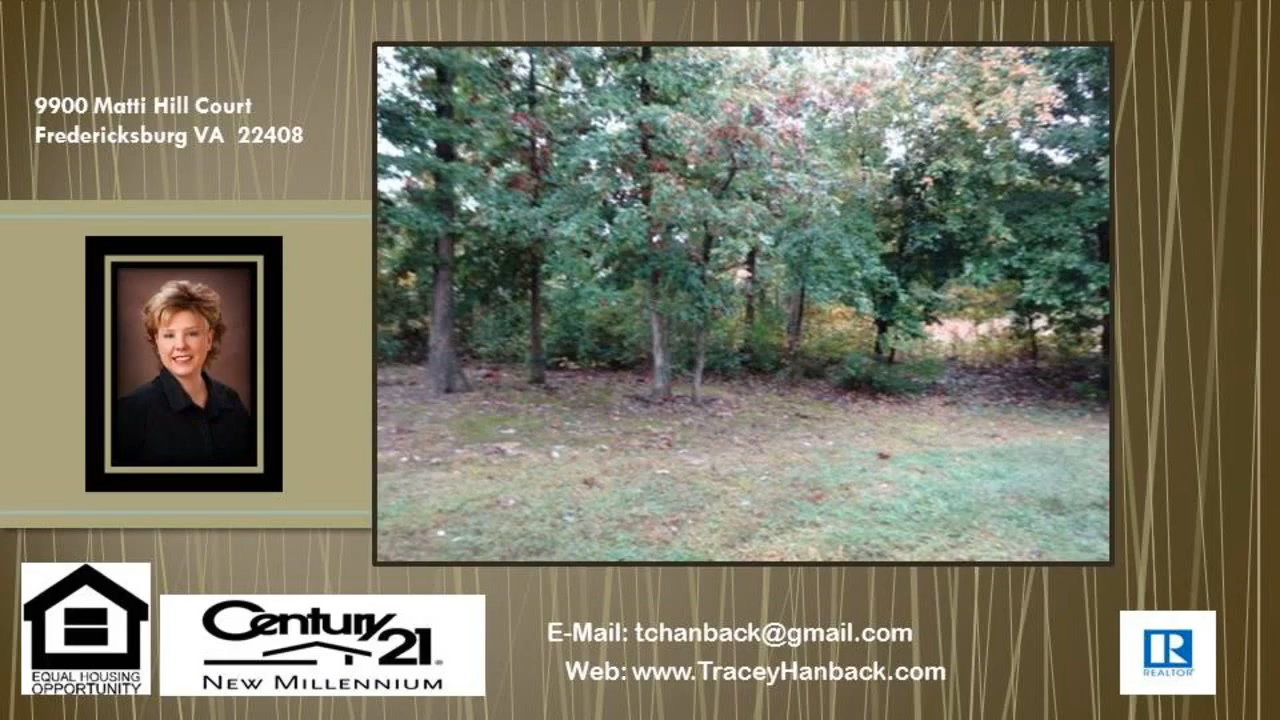 9900 Matti Hill Court
Fredericksburg VA  22408
EQUAL HOUSING
OPPORTUNITY
Century 21®
NEW MILLENNIUM
E-Mail: tchanback@gmail.com
Web: www.TraceyHanback.com
R
REALTOR®